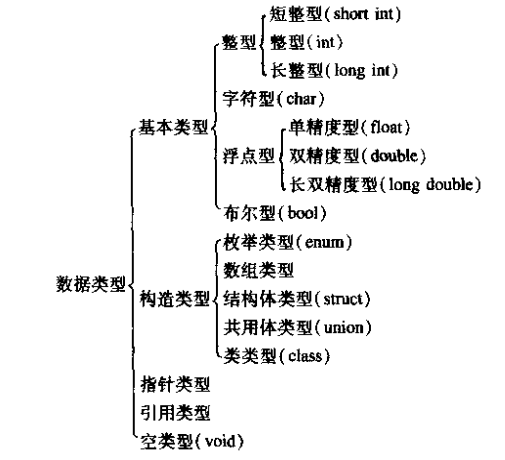 短整型(short int)
整型
整型(int)
长整型(long int)
字符型(char)
基本类型
单精度型(float)
浮点型
双精度型(double)
长双精度型(long double)
布尔型(bool)
枚举类型(enum)
数组类型
数据类型
构造类型
结构体类型(struct)
共用体类型(union)
类类型(class)
指针类型
引用类型
空类型(void)